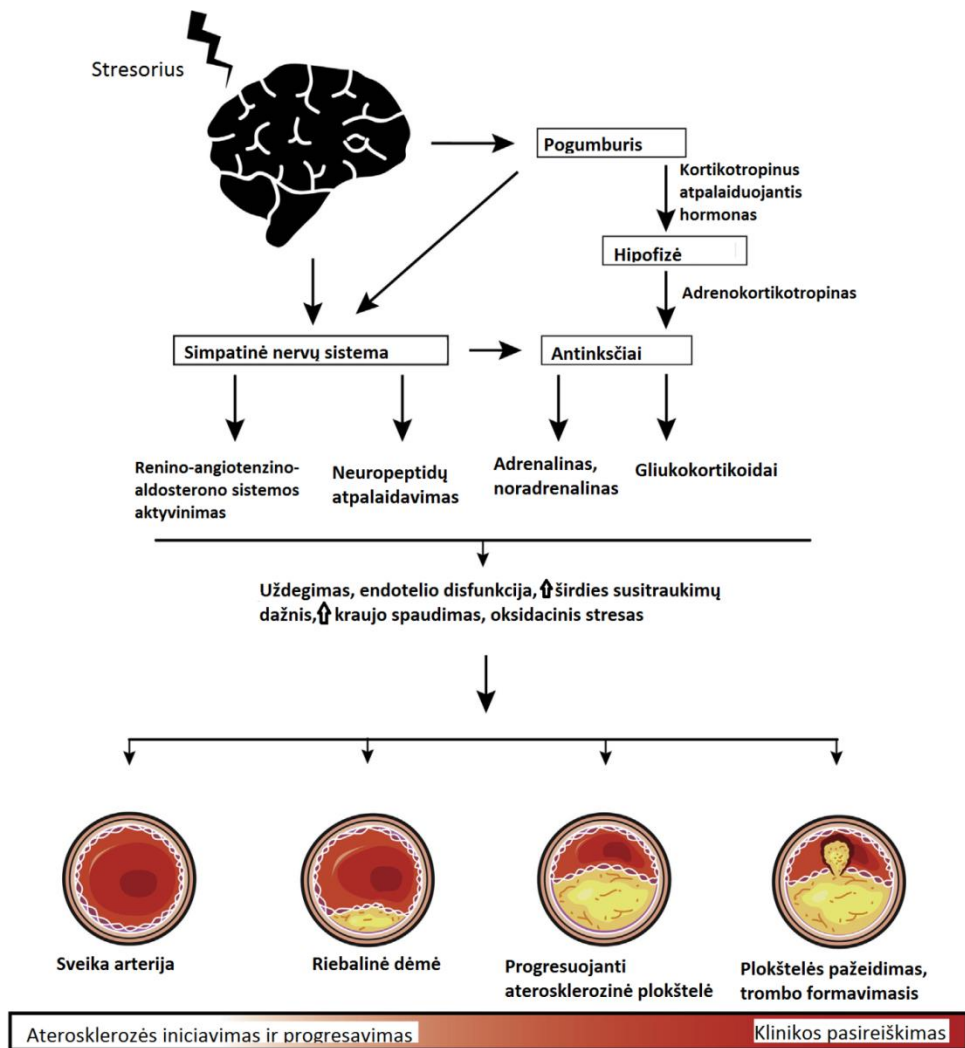 Stresorius
Pogumburis
Kortikotropinus
atpalaiduojantis
hormonas
Hipofizė
Adrenokortikotropinas
Simpatinė nervų sistema
Antinksčiai
Renino-angiotenzino-
aldosterono sistemos
aktyvinimas
Neuropeptidų
atpalaidavimas
Adrenalinas,
noradrenalinas
Gliukokortikoidai
Uždegimas, endotelio disfunkcija, ⇧ širdies susitraukimų
dažnis, ⇧ kraujo spaudimas, oksidacinis stresas
Sveika arterija
Riebalinė dėmė
Progresuojanti
aterosklerozinė plokštelė
Plokštelės pažeidimas,
trombo formavimasis
Aterosklerozės iniciavimas ir progresavimas
Klinikos pasireiškimas